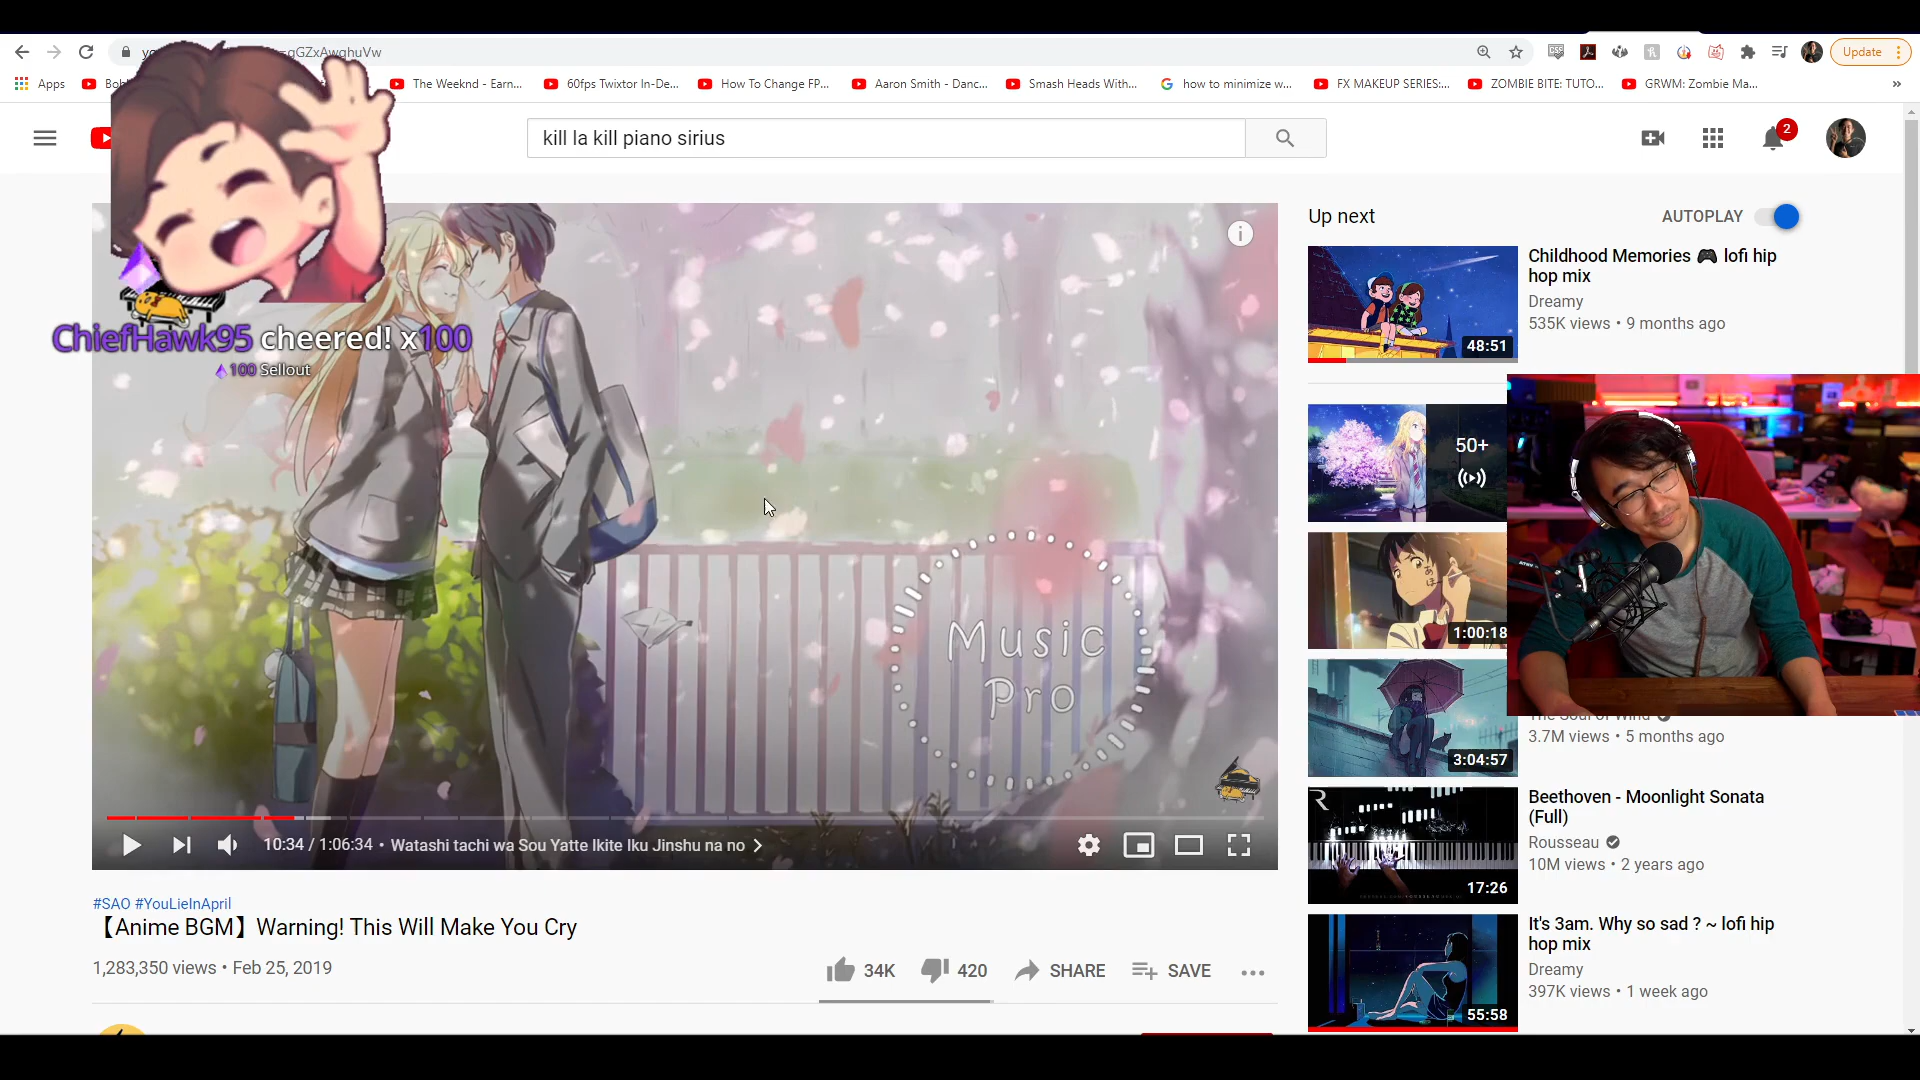 gGZxAwghuVw
Update
Apps
The Weeknd - Earn...
60fps Twixtor In-De...
How To Change FP...
Aaron Smith - Danc...
Smash Heads With...
how to minimize w...
FX MAKEUP SERIES:...
ZOMBIE BITE: TUTO...
GRWM: Zombie Ma...
»
kill la kill piano sirius
2
ChiefHawk95 cheered! x100
100 Sellout
Music
Pro
10:34 / 1:06:34 • Watashi tachi wa Sou Yatte Ikite Iku Jinshu na no
#SAO #YouLieInApril
【Anime BGM】Warning! This Will Make You Cry
1,283,350 views • Feb 25, 2019
34K
420
SHARE
SAVE
Up next
AUTOPLAY
48:51
Childhood Memories 🎮 lofi hip
hop mix
Dreamy
535K views • 9 months ago
50+
1:00:18
3:04:57
The Soul of Wind
3.7M views • 5 months ago
17:26
Beethoven - Moonlight Sonata
(Full)
Rousseau
10M views • 2 years ago
55:58
It's 3am. Why so sad ? ~ lofi hip
hop mix
Dreamy
397K views • 1 week ago